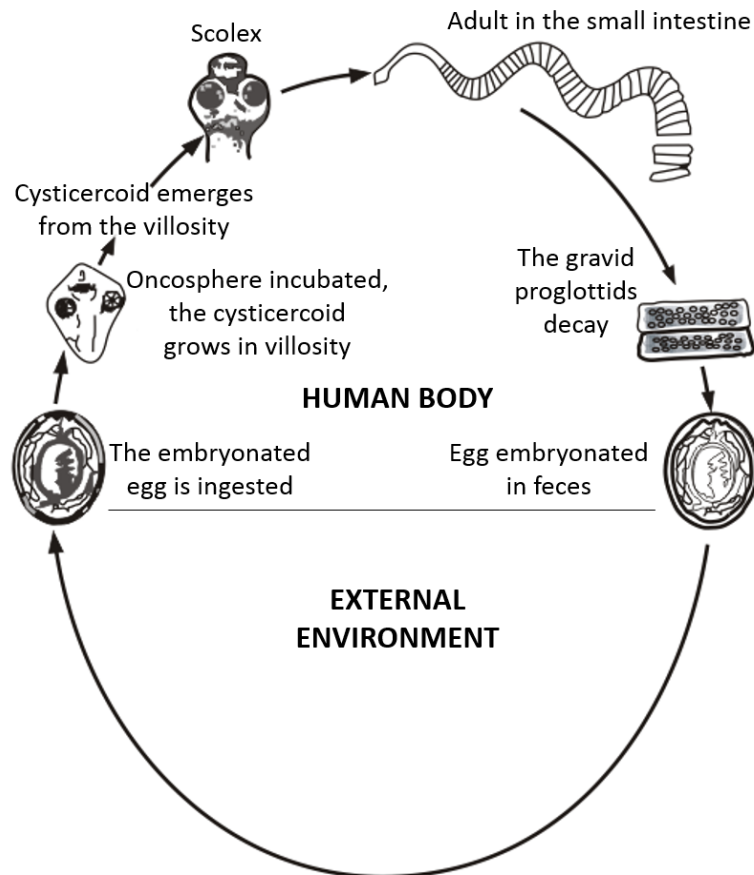 Scolex
Adult in the small intestine
Cysticercoid emerges
from the villosity
Oncosphere incubated,
the cysticercoid
grows in villosity
The gravid
proglottids
decay
HUMAN BODY
The embryonated
egg is ingested
Egg embryonated
in feces
EXTERNAL
ENVIRONMENT